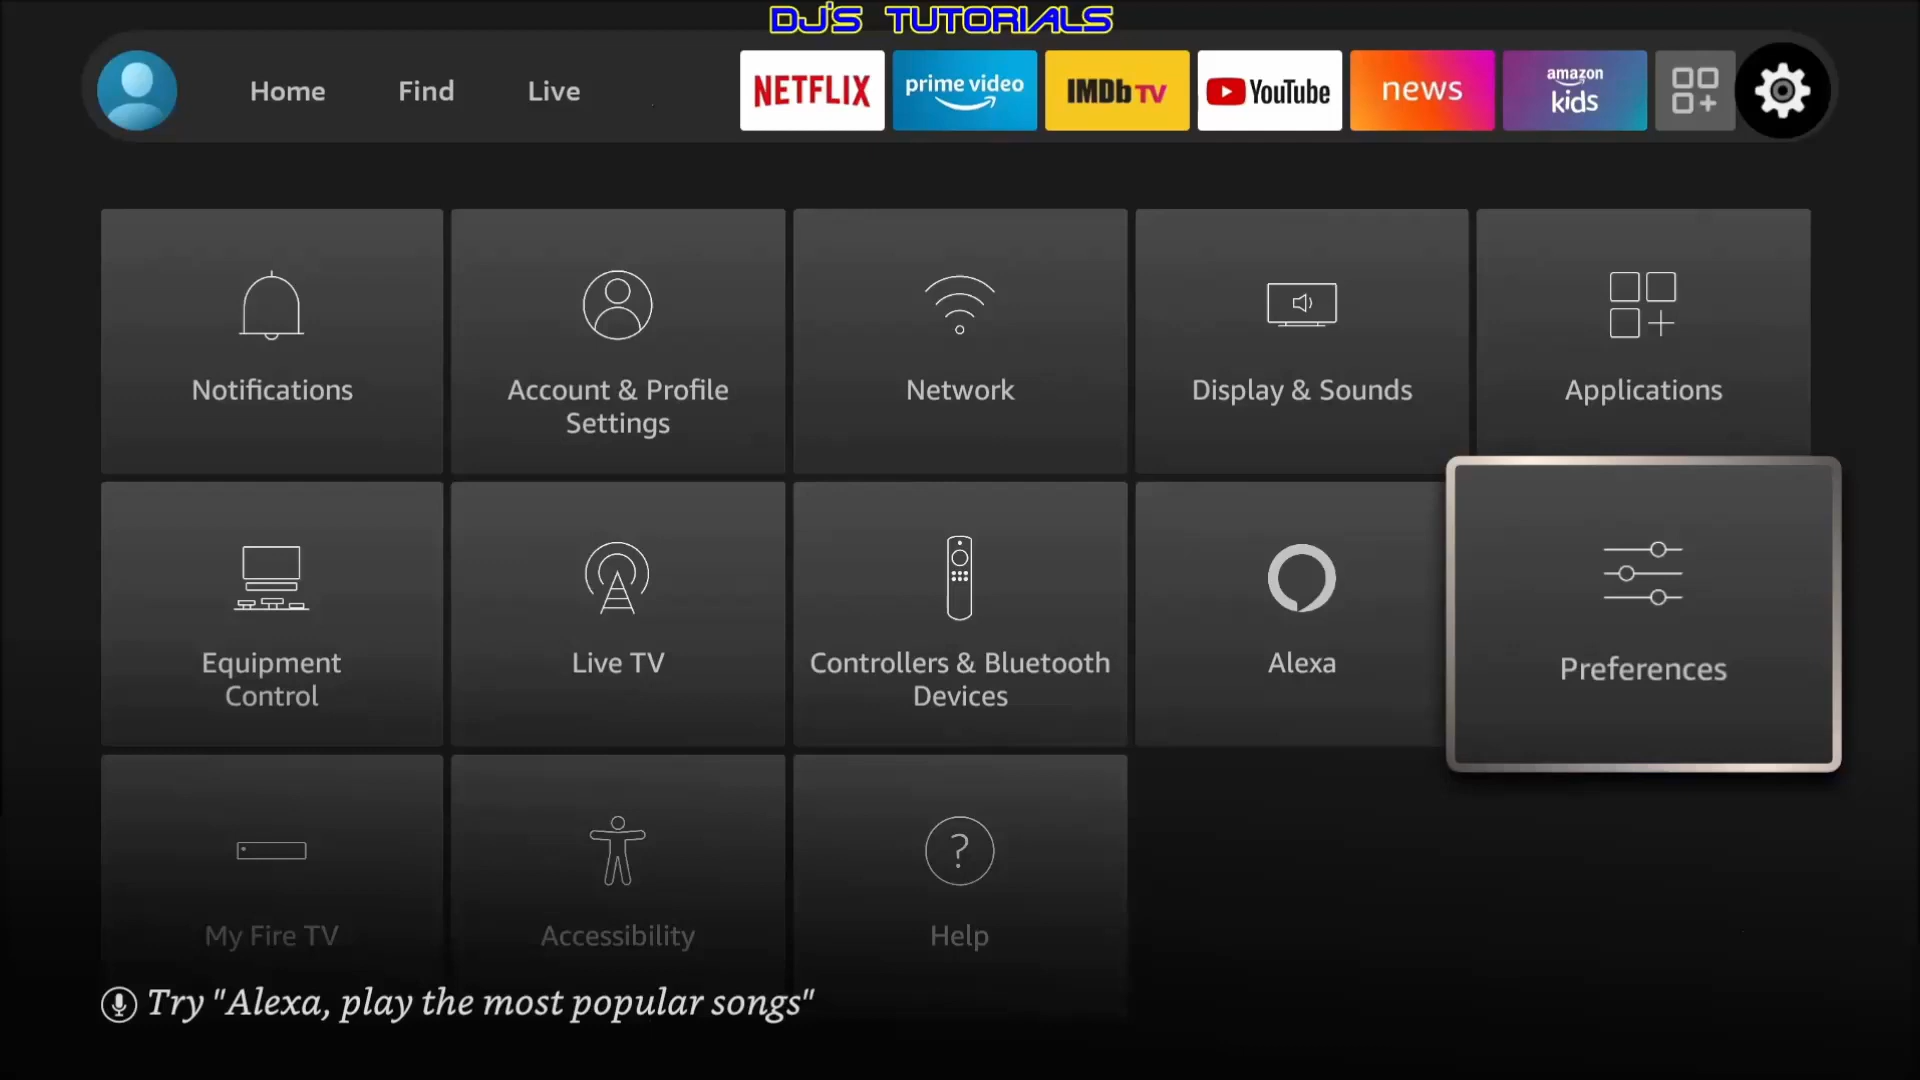 DJ'S TUTORIALS
Home Find Live NETFLIX prime video IMDb TV YouTube news amazon kids
Notifications
Account & Profile
Settings
Network
Display & Sounds
Applications
Equipment
Control
Live TV
Controllers & Bluetooth
Devices
Alexa
Preferences
My Fire TV
Accessibility
?
Help
Try "Alexa, play the most popular songs"